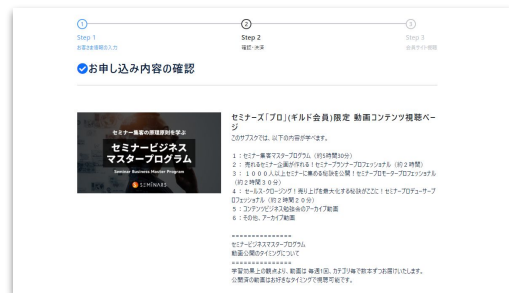 1
2
3
Step 1
Step 2
Step 3
お客さま情報の入力
確認・決済
会員サイト視聴
お申し込み内容の確認
セミナー集客の原理原則を学ぶ
セミナービジネス
マスタープログラム
Seminar Business Master Program
SEMINARS
セミナーズ「プロ」(ギルド会員)限定 動画コンテンツ視聴ペー
ジ
このサブスクでは、以下の内容が学べます。
1：セミナー集客マスタープログラム（約5時間30分）
2： 売れるセミナー企画が作れる！セミナープランナープロフェッショナル（約２時間）
3： １０００人以上セミナーに集める秘訣を公開！セミナープロモータープロフェッショナル
（約２時間３０分）
4： セールス・クロージング！売り上げを最大化する秘訣がここに！セミナープロデューサープ
ロフェッショナル（約２時間２０分）
5：コンテンツビジネス勉強会のアーカイブ動画
6：その他、アーカイブ動画
===============
セミナービジネスマスタープログラム
動画公開のタイミングについて
===============
学習効果上の観点より、動画は 毎週1回、カテゴリ毎で数本ずつお届けいたします。
公開済の動画はお好きなタイミングで視聴可能です。